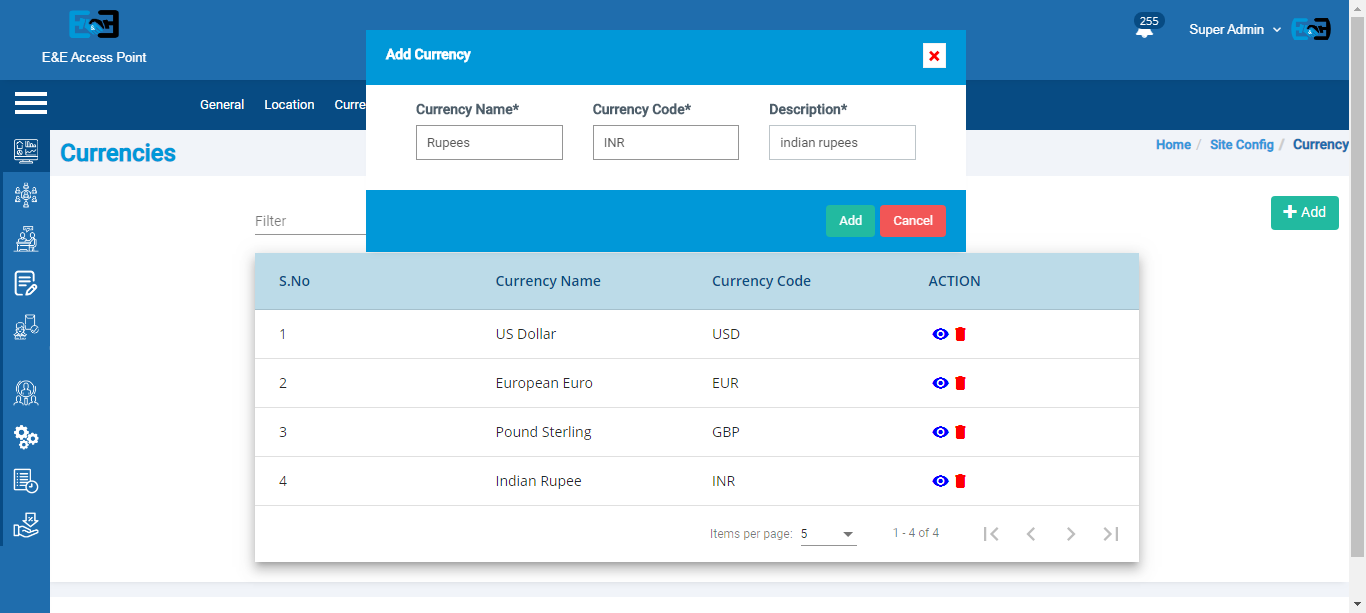 E&E
255
Super Admin
E&E
E&E Access Point
Add Currency
General Location Curre
Currency Name* Currency Code* Description*
Rupees INR indian rupees
Currencies
Home / Site Config / Currency
Filter
Add Cancel
Add
S.No Currency Name Currency Code ACTION
1 US Dollar USD
2 European Euro EUR
3 Pound Sterling GBP
4 Indian Rupee INR
Items per page: 5 1 - 4 of 4